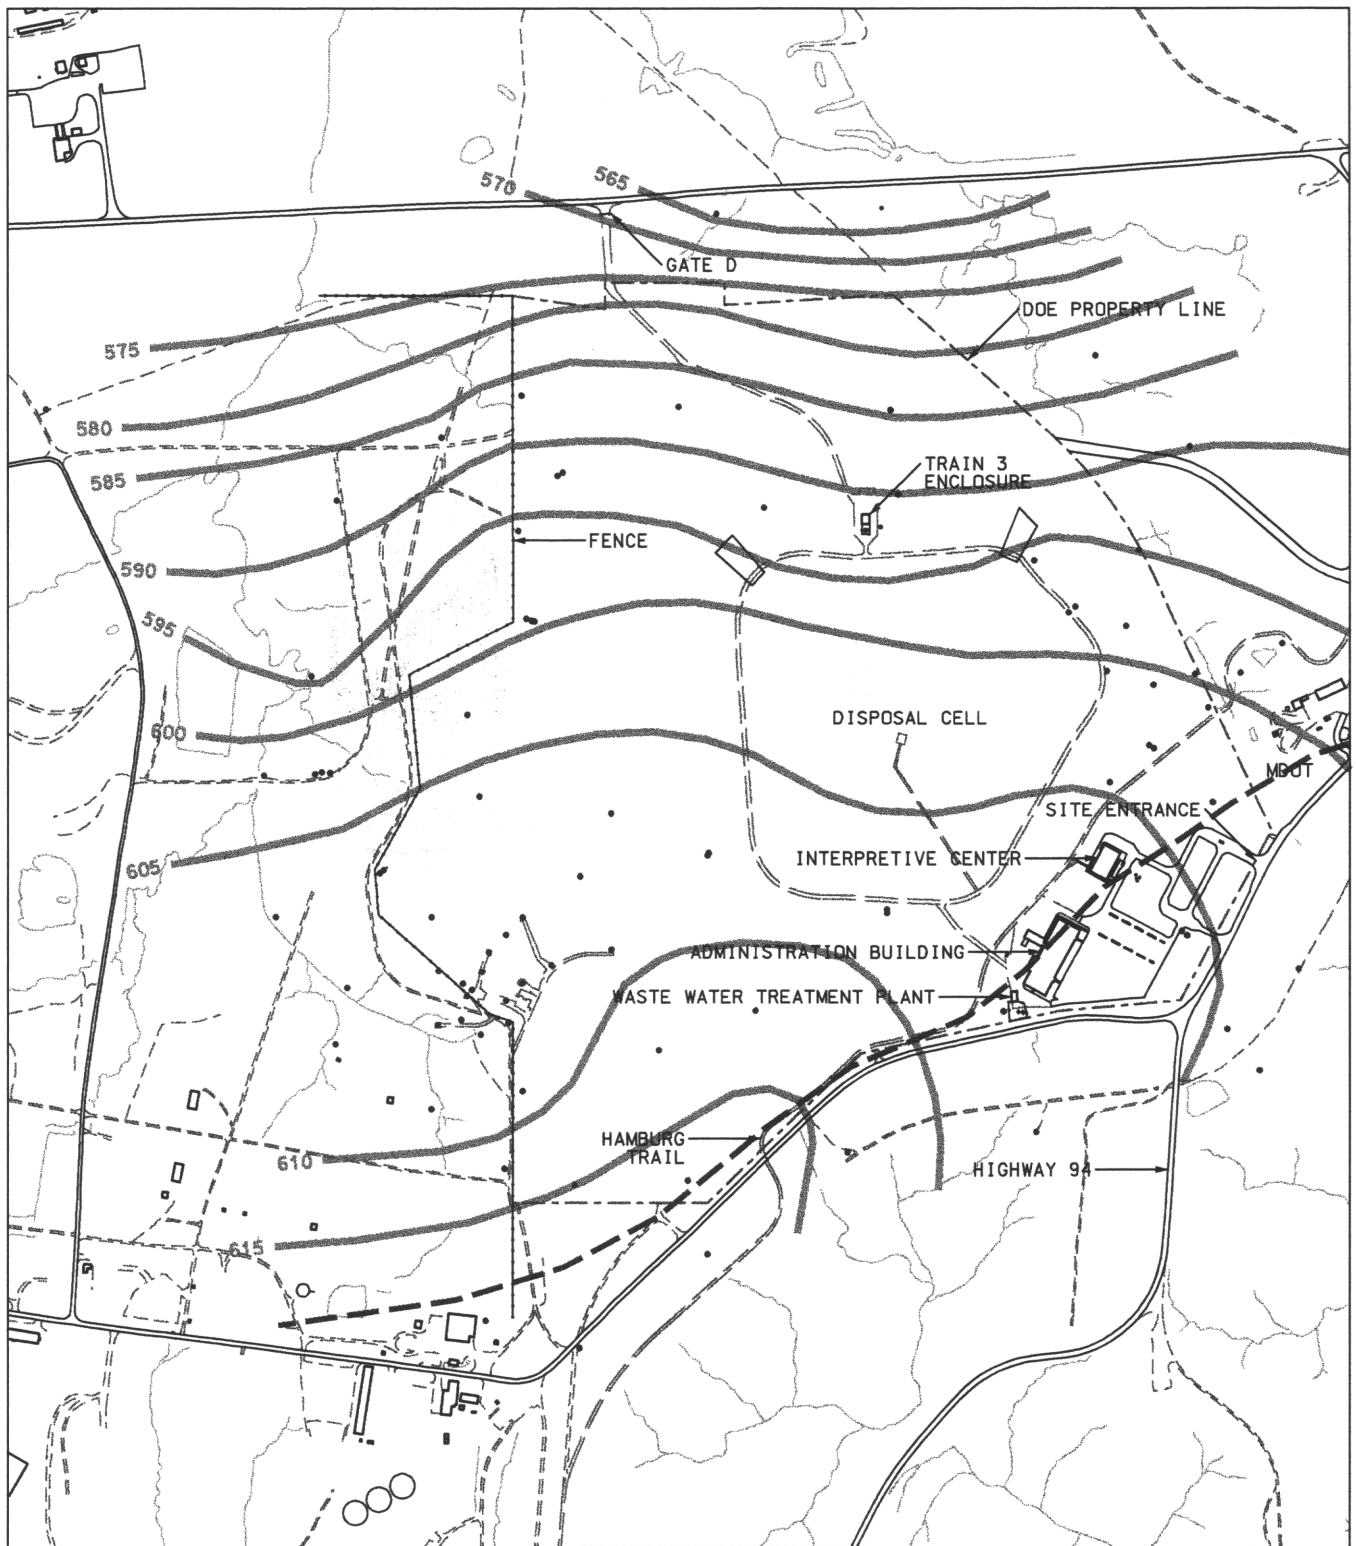 570
565
GATE D
DOE PROPERTY LINE
575
580
585
TRAIN 3
ENCLOSURE
FENCE
590
595
600
DISPOSAL CELL
MDOT
SITE ENTRANCE
605
INTERPRETIVE CENTER
ADMINISTRATION BUILDING
WASTE WATER TREATMENT PLANT
HAMBURG
TRAIL
610
HIGHWAY 94
615